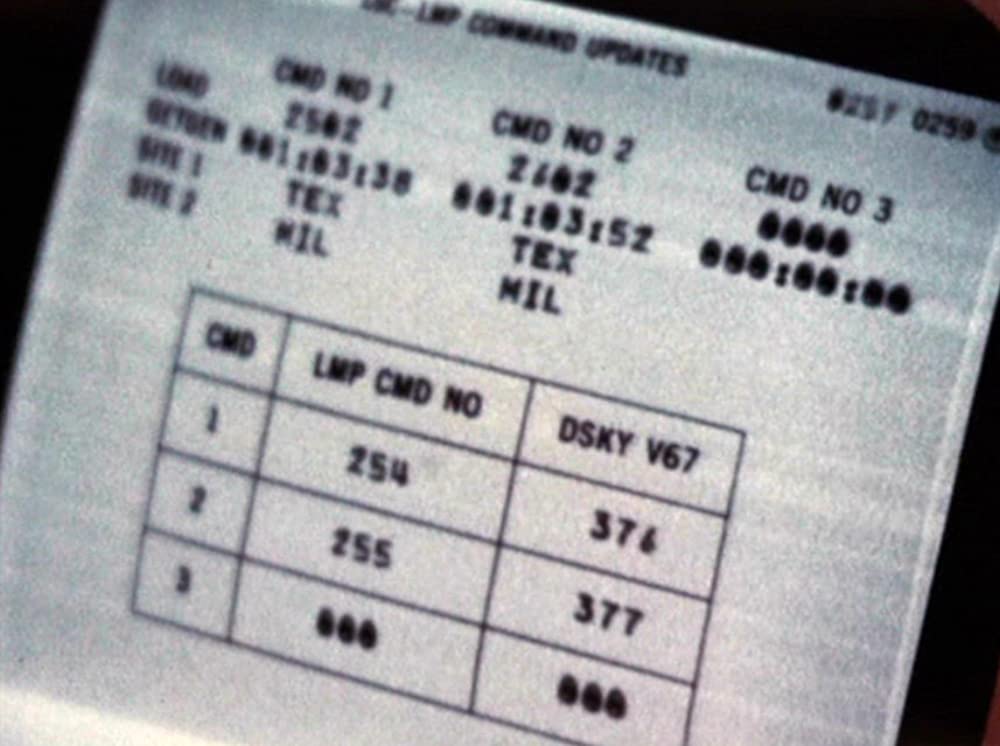 -LMP COMMAND UPDATES
0259
CMD NO 1 CMD NO 2 CMD NO 3
LOAD 2502 2602 0000
GETGEN 001:03:38 001:03:52 000:00:00
SITE 1 TEX TEX
SITE 2 MIL MIL
CMD LMP CMD NO DSKY V67
1 254 376
2 255 377
3 000 000